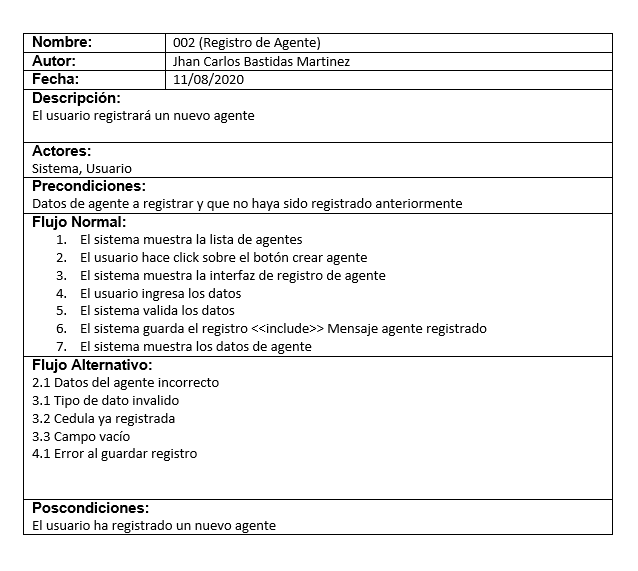 Nombre: 002 (Registro de Agente)
Autor: Jhan Carlos Bastidas Martinez
Fecha: 11/08/2020
Descripción:
El usuario registrará un nuevo agente
Actores:
Sistema, Usuario
Precondiciones:
Datos de agente a registrar y que no haya sido registrado anteriormente
Flujo Normal:
1. El sistema muestra la lista de agentes
2. El usuario hace click sobre el botón crear agente
3. El sistema muestra la interfaz de registro de agente
4. El usuario ingresa los datos
5. El sistema valida los datos
6. El sistema guarda el registro <<include>> Mensaje agente registrado
7. El sistema muestra los datos de agente
Flujo Alternativo:
2.1 Datos del agente incorrecto
3.1 Tipo de dato invalido
3.2 Cedula ya registrada
3.3 Campo vacío
4.1 Error al guardar registro
Poscondiciones:
El usuario ha registrado un nuevo agente